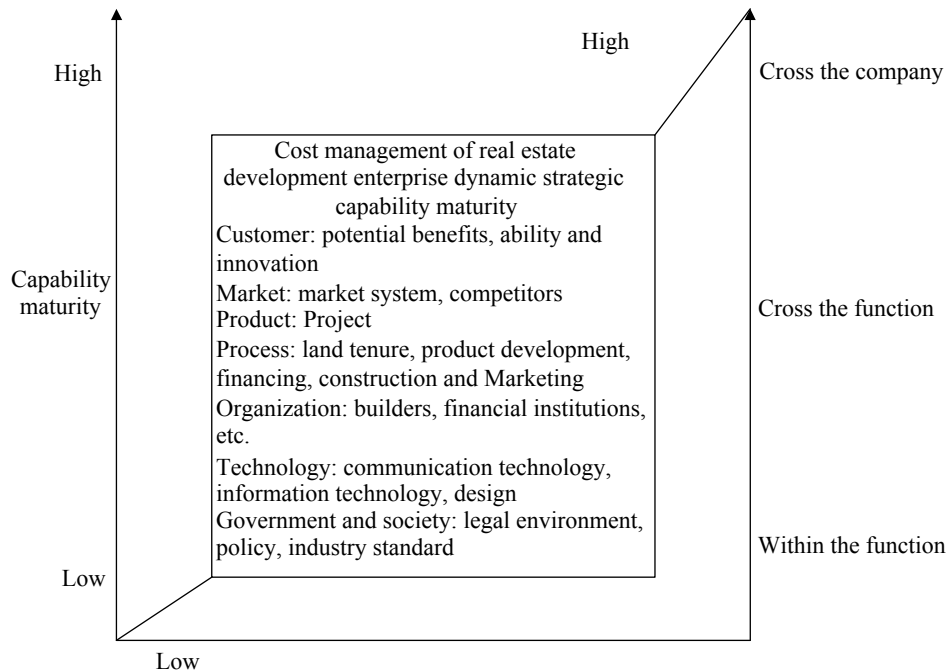 High
High
Cross the company
Cost management of real estate
development enterprise dynamic strategic
capability maturity
Customer: potential benefits, ability and
innovation
Market: market system, competitors
Product: Project
Process: land tenure, product development,
financing, construction and Marketing
Organization: builders, financial institutions,
etc.
Technology: communication technology,
information technology, design
Government and society: legal environment,
policy, industry standard
Capability
maturity
Cross the function
Within the function
Low
Low